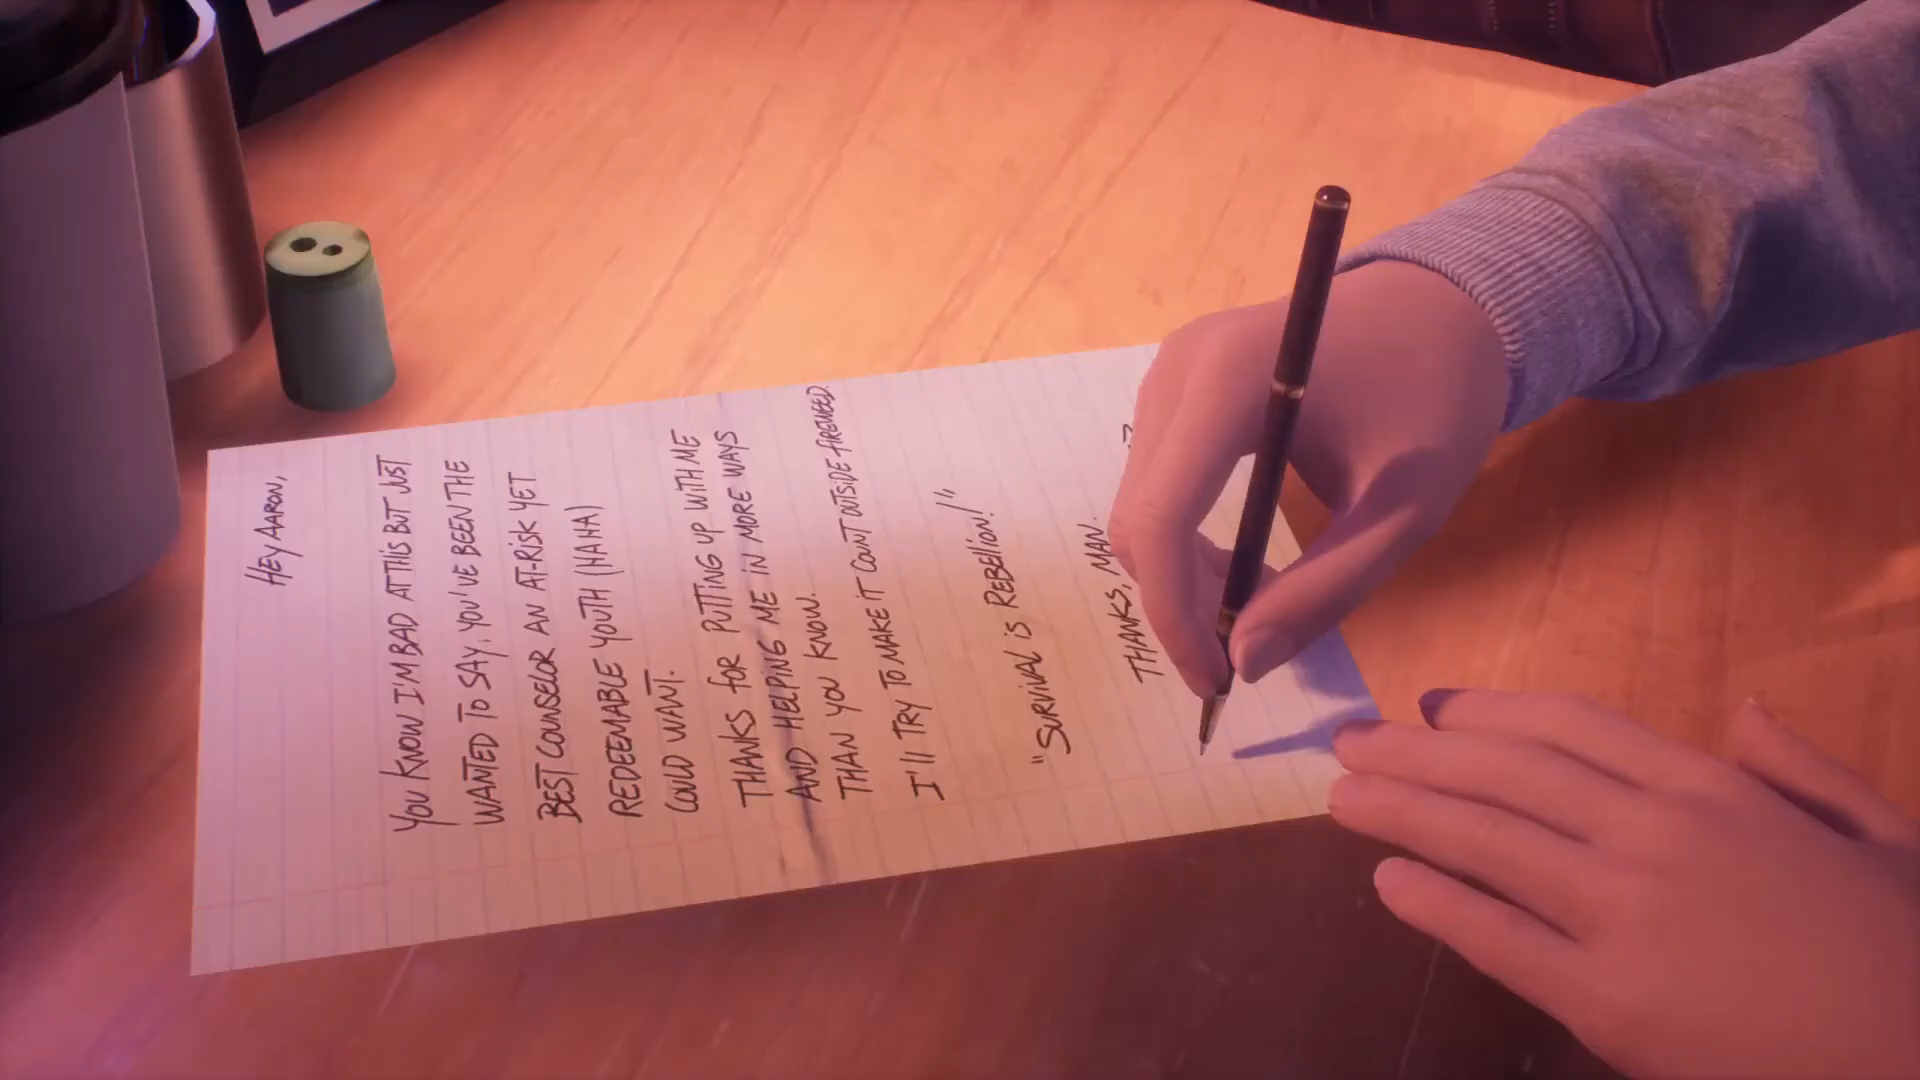 Hey Aaron,
You know I'm bad at this but just
wanted to say, you've been the
best counselor an at-risk yet
redeemable youth (haha)
could want.
Thanks for putting up with me
and helping me in more ways
than you know.
I'll try to make it count outside Fireweed.
"Survival is Rebellion!"
Thanks, man.